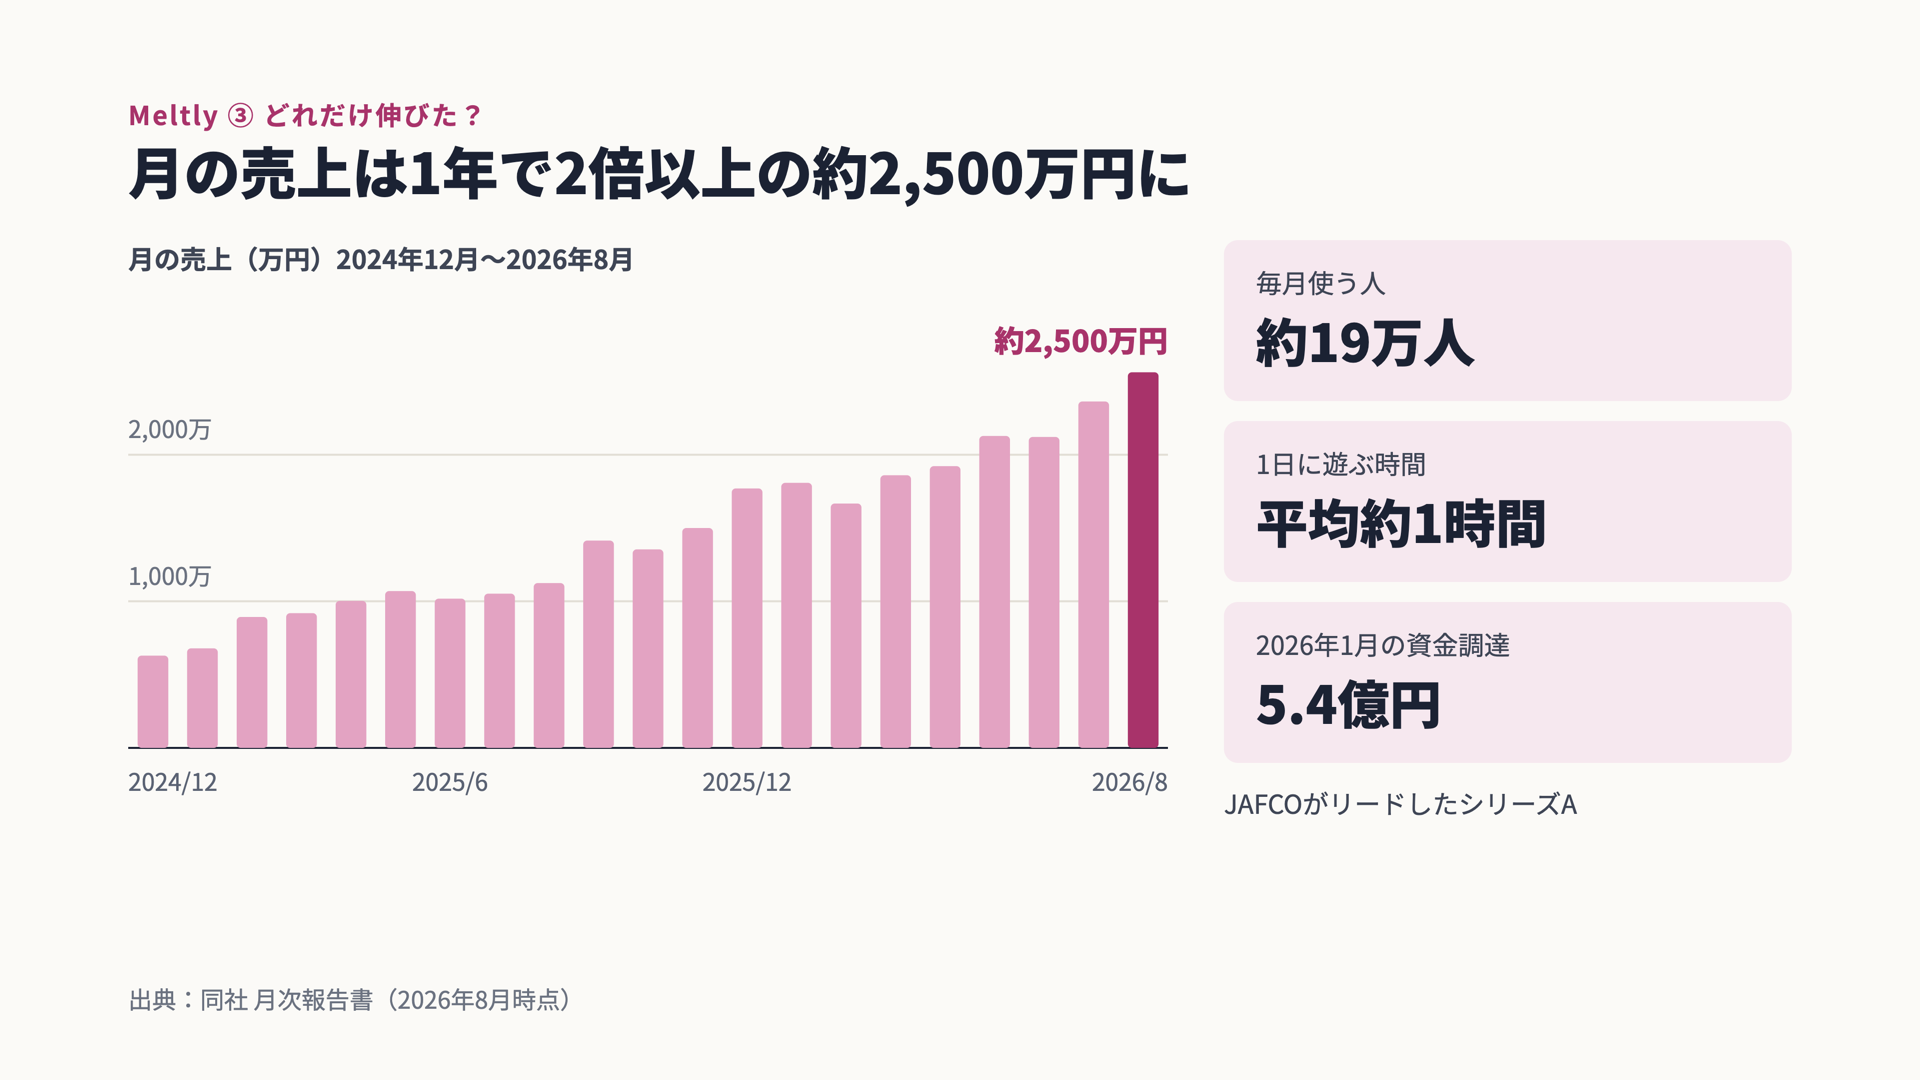 Meltly ③ どれだけ伸びた？
月の売上は1年で2倍以上の約2,500万円に
月の売上（万円）2024年12月〜2026年8月
約2,500万円
2,000万
1,000万
2024/12
2025/6
2025/12
2026/8
毎月使う人
約19万人
1日に遊ぶ時間
平均約1時間
2026年1月の資金調達
5.4億円
JAFCOがリードしたシリーズA
出典：同社 月次報告書（2026年8月時点）